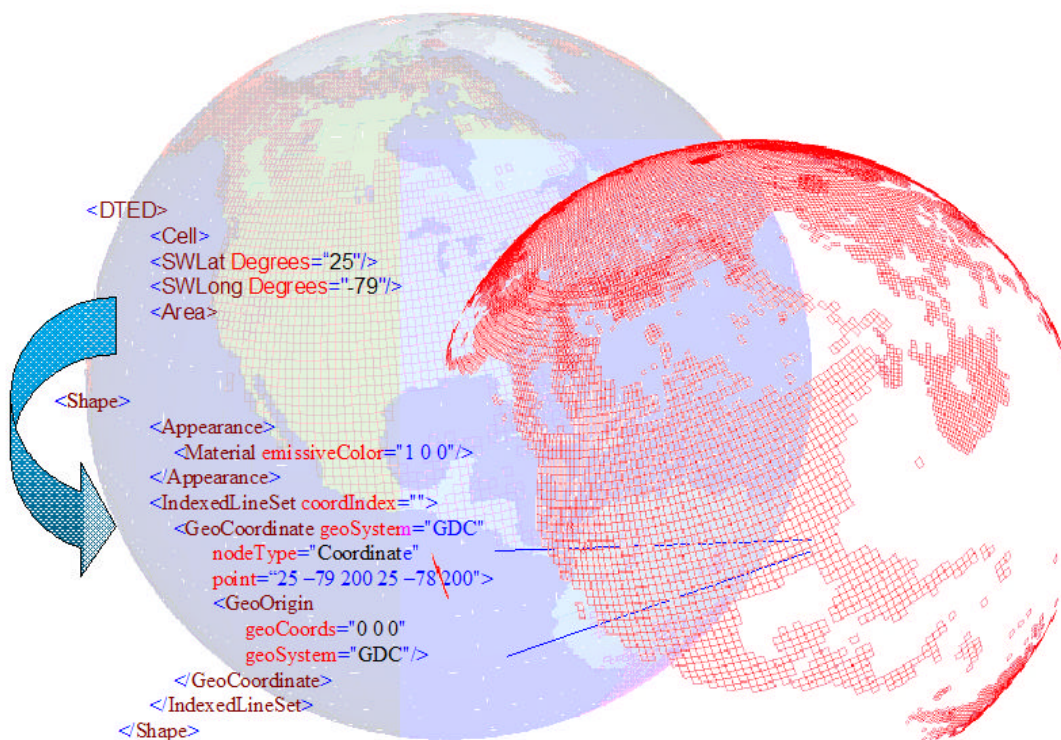 <DTED>
<Cell>
<SWLat Degrees=“25"/>
<SWLong Degrees="-79"/>
<Area>
<Shape>
<Appearance>
<Material emissiveColor="1 0 0"/>
</Appearance>
<IndexedLineSet coordIndex="">
<GeoCoordinate geoSystem="GDC"
nodeType="Coordinate"
point=“25 –79 200 25 –78 200">
<GeoOrigin
geoCoords="0 0 0"
geoSystem="GDC"/>
</GeoCoordinate>
</IndexedLineSet>
</Shape>